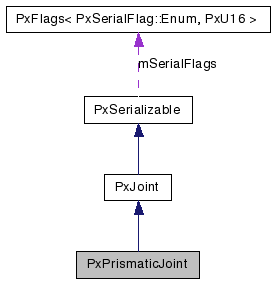 PxFlags< PxSerialFlag::Enum, PxU16 >
mSerialFlags
PxSerializable
PxJoint
PxPrismaticJoint